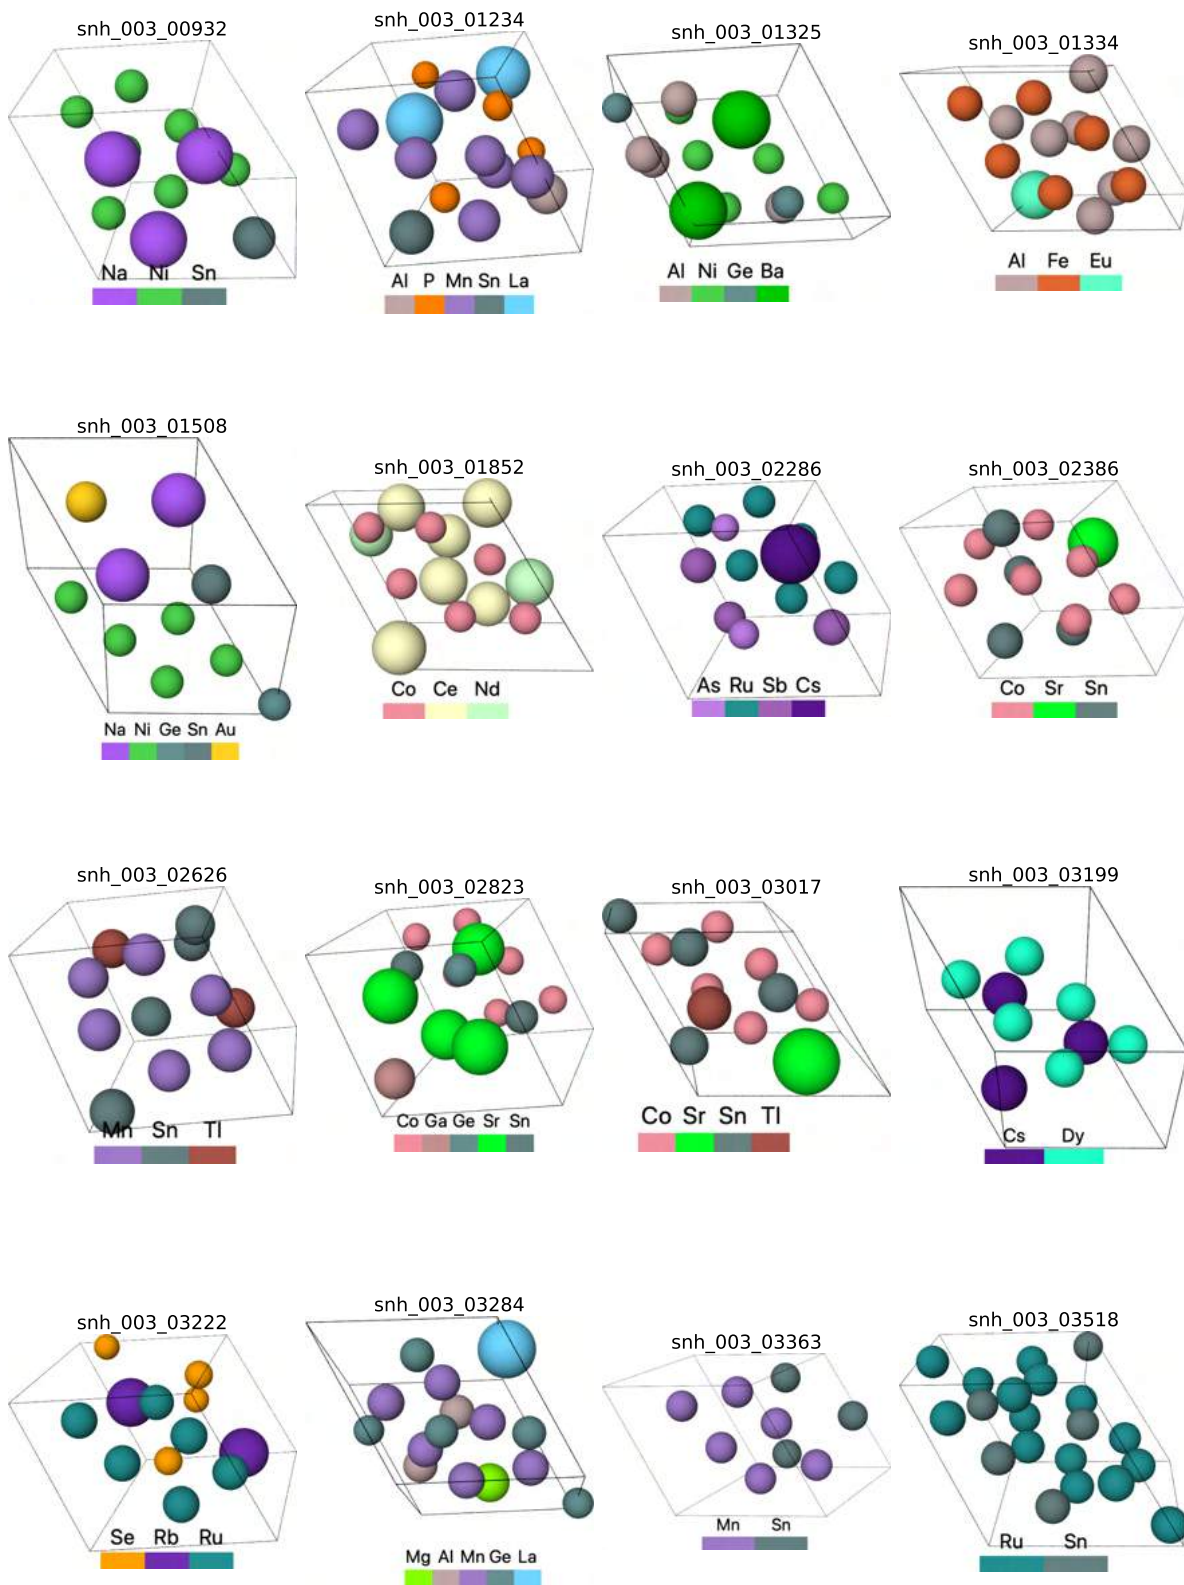 snh_003_00932
snh_003_01234
snh_003_01325
snh_003_01334
Na Ni Sn
Al P Mn Sn La
Al Ni Ge Ba
Al Fe Eu
snh_003_01508
snh_003_01852
snh_003_02286
snh_003_02386
Na Ni Ge Sn Au
Co Ce Nd
As Ru Sb Cs
Co Sr Sn
snh_003_02626
snh_003_02823
snh_003_03017
snh_003_03199
Mn Sn Tl
Co Ga Ge Sr Sn
Co Sr Sn Tl
Cs Dy
snh_003_03222
snh_003_03284
snh_003_03363
snh_003_03518
Se Rb Ru
Mg Al Mn Ge La
Mn Sn
Ru Sn